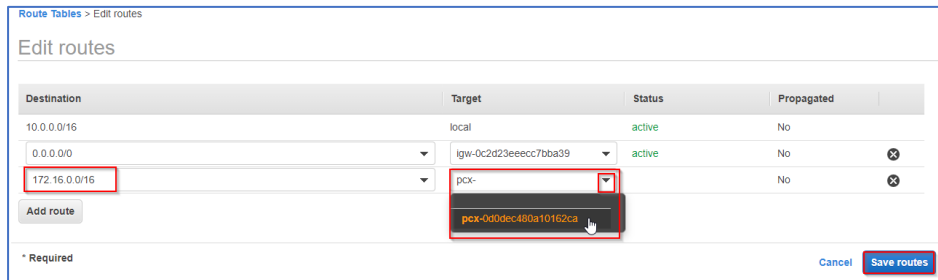 Route Tables > Edit routes
Edit routes
Destination Target Status Propagated
10.0.0.0/16 local active No
0.0.0.0/0 igw-0c2d23eeecc7bba39 active No
172.16.0.0/16 pcx- No
pcx-0d0dec480a10162ca
Add route
* Required Cancel Save routes